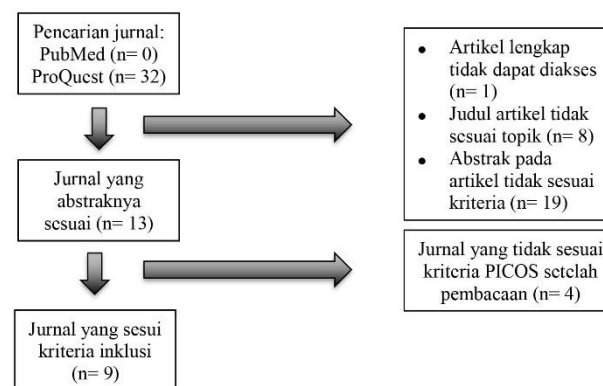 Pencarian jurnal:
PubMed (n= 0)
ProQuest (n= 32)
Jurnal yang
abstraknya
sesuai (n= 13)
Jurnal yang sesui
kriteria inklusi
(n= 9)
• Artikel lengkap
tidak dapat diakses
(n= 1)
• Judul artikel tidak
sesuai topik (n= 8)
• Abstrak pada
artikel tidak sesuai
kriteria (n= 19)
Jurnal yang tidak sesuai
kriteria PICOS setelah
pembacaan (n= 4)